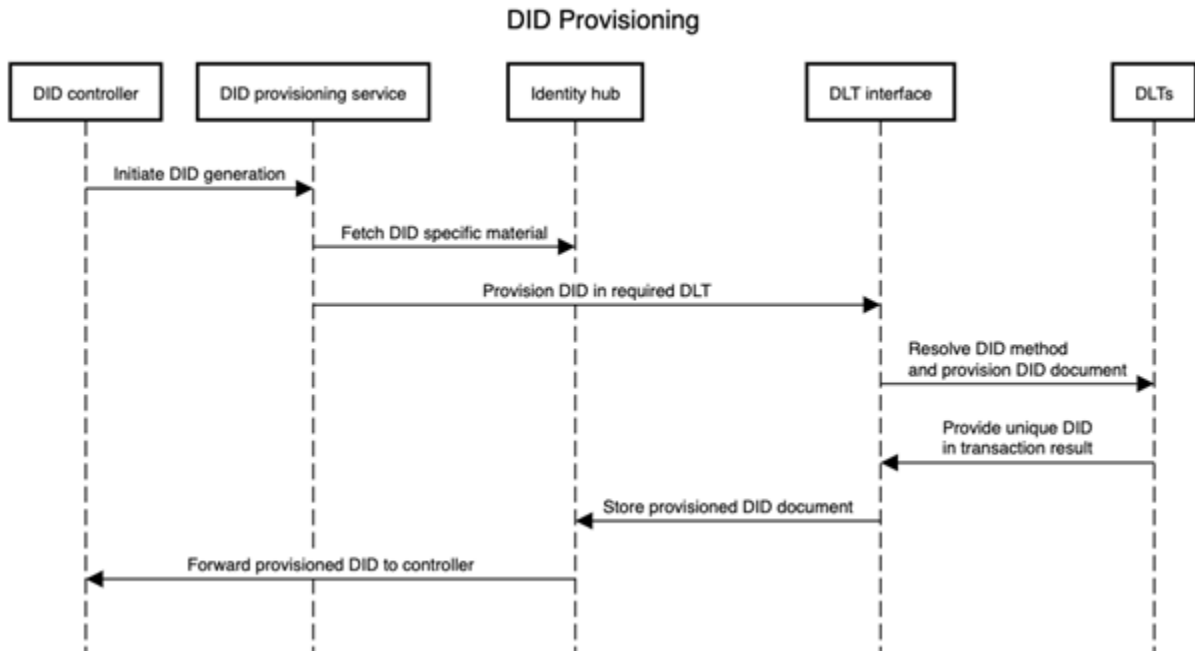 DID Provisioning
DID controller
DID provisioning service
Identity hub
DLT interface
DLTs
Initiate DID generation
Fetch DID specific material
Provision DID in required DLT
Resolve DID method
and provision DID document
Provide unique DID
in transaction result
Store provisioned DID document
Forward provisioned DID to controller